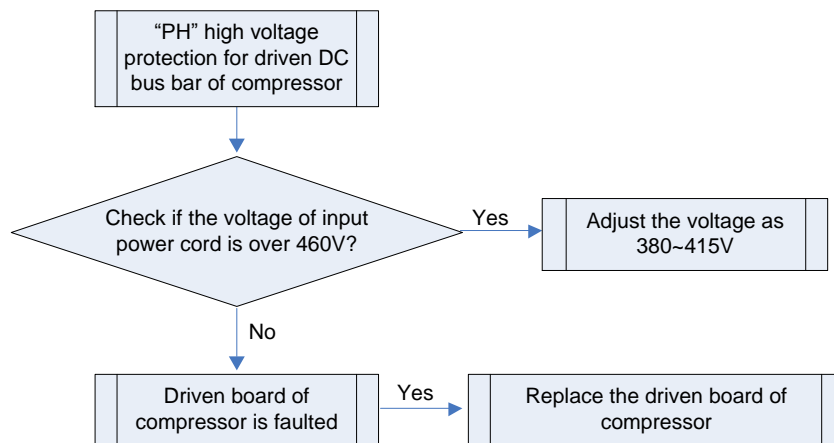 “PH” high voltage
protection for driven DC
bus bar of compressor
Check if the voltage of input
power cord is over 460V?
Yes
Adjust the voltage as
380~415V
No
Driven board of
compressor is faulted
Yes
Replace the driven board of
compressor